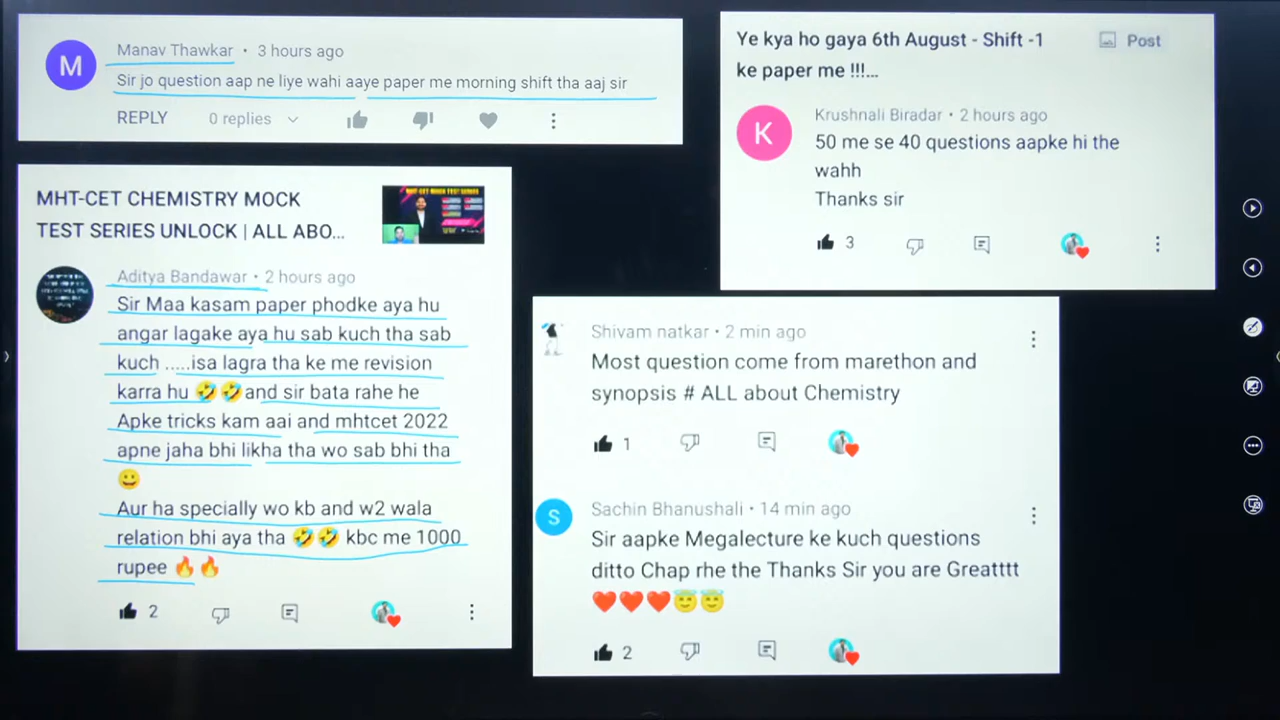 Manav Thawkar • 3 hours ago
Sir jo question aap ne liye wahi aaye paper me morning shift tha aaj sir
REPLY 0 replies
MHT-CET CHEMISTRY MOCK
TEST SERIES UNLOCK | ALL ABO...
MHT-CET MOCK TEST SERIES
Aditya Bandawar • 2 hours ago
Sir Maa kasam paper phodke aya hu
angar lagake aya hu sab kuch tha sab
kuch .....isa lagra tha ke me revision
karra hu 🤣🤣and sir bata rahe he
Apke tricks kam aai and mhtcet 2022
apne jaha bhi likha tha wo sab bhi tha
😀
Aur ha specially wo kb and w2 wala
relation bhi aya tha 🤣🤣 kbc me 1000
rupee 🔥🔥
2
Ye kya ho gaya 6th August - Shift -1
ke paper me !!!...
Post
Krushnali Biradar • 2 hours ago
50 me se 40 questions aapke hi the
wahh
Thanks sir
3
Shivam natkar • 2 min ago
Most question come from marethon and
synopsis # ALL about Chemistry
1
Sachin Bhanushali • 14 min ago
Sir aapke Megalecture ke kuch questions
ditto Chap rhe the Thanks Sir you are Greatttt
❤️❤️❤️😇😇
2
M
K
S